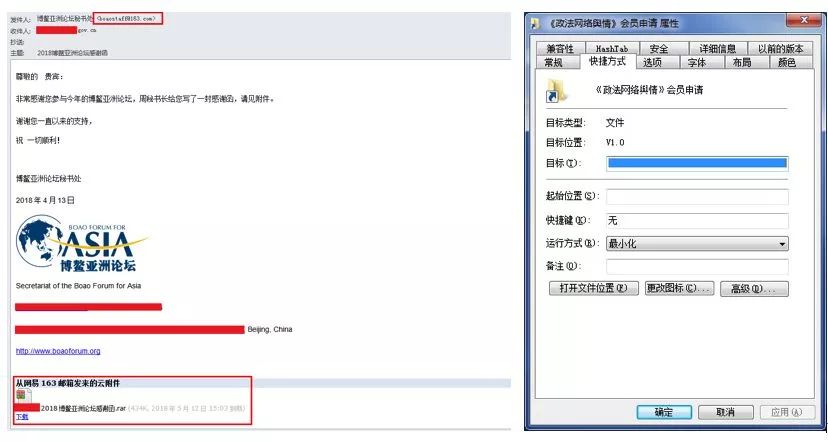 发件人： 博鳌亚洲论坛秘书处 <boaostaff@163.com>
收件人： gov.cn
抄送：
主题： 2018博鳌亚洲论坛感谢函
尊敬的 贵宾：
非常感谢您参与今年的博鳌亚洲论坛，周秘书长给您写了一封感谢函，请见附件。
谢谢您一直以来的支持，
祝 一切顺利！
博鳌亚洲论坛秘书处
2018 年 4 月 13 日
BOAO FORUM FOR
ASIA
博鳌亚洲论坛
Secretariat of the Boao Forum for Asia
Beijing, China
http://www.boaoforum.org
从网易 163 邮箱发来的云附件
2018 博鳌亚洲论坛感谢函.rar (424K, 2018 年 5 月 12 日 15:03 到期)
下载
《政法网络舆情》会员申请 属性
兼容性 HashTab 安全 详细信息 以前的版本
常规 快捷方式 选项 字体 布局 颜色
《政法网络舆情》会员申请
目标类型： 文件
目标位置： V1.0
目标(T)：
起始位置(S)：
快捷键(K)： 无
运行方式(R)： 最小化
备注(O)：
打开文件位置(F) 更改图标(C)... 高级(D)...
确定 取消 应用(A)